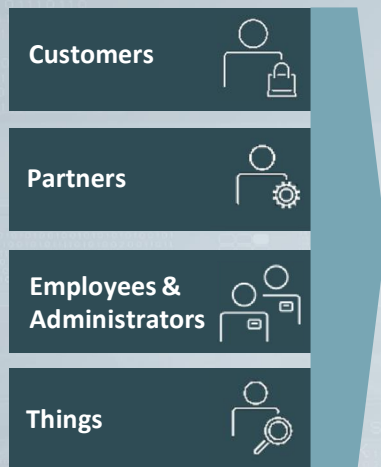 Customers
Partners
Employees &
Administrators
Things